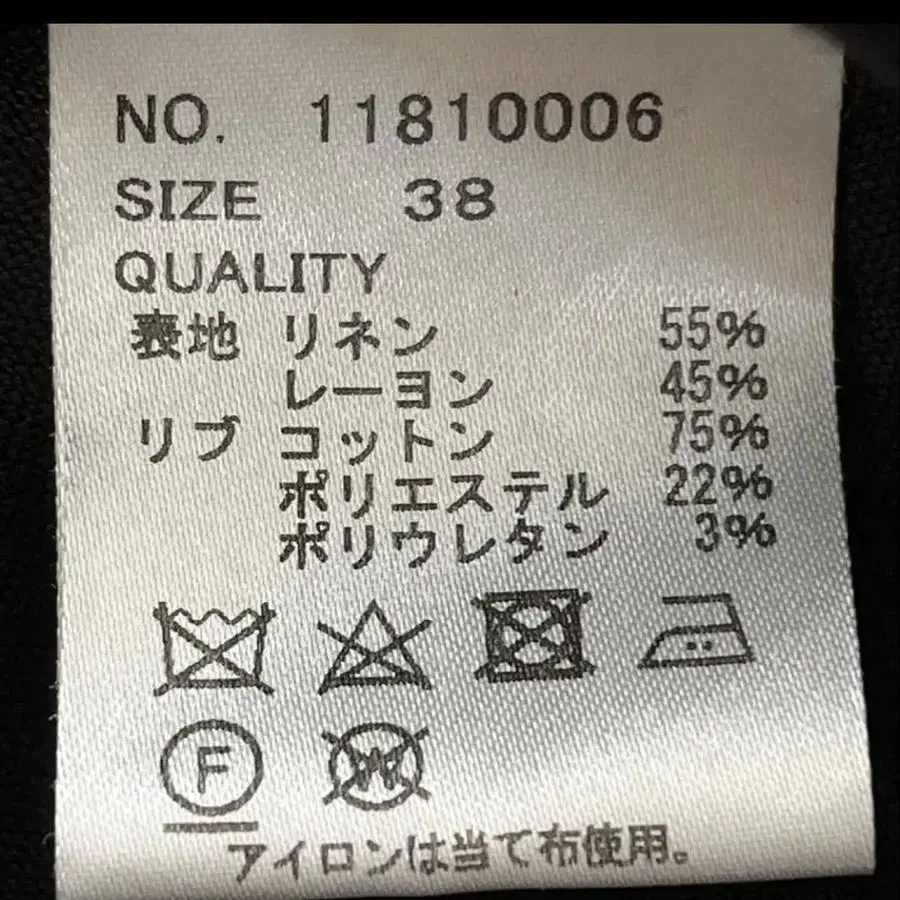 NO. 11810006
SIZE 38
QUALITY
表地 リネン 55%
レーヨン 45%
リブ コットン 75%
ポリエステル 22%
ポリウレタン 3%
F W
アイロンは当て布使用。